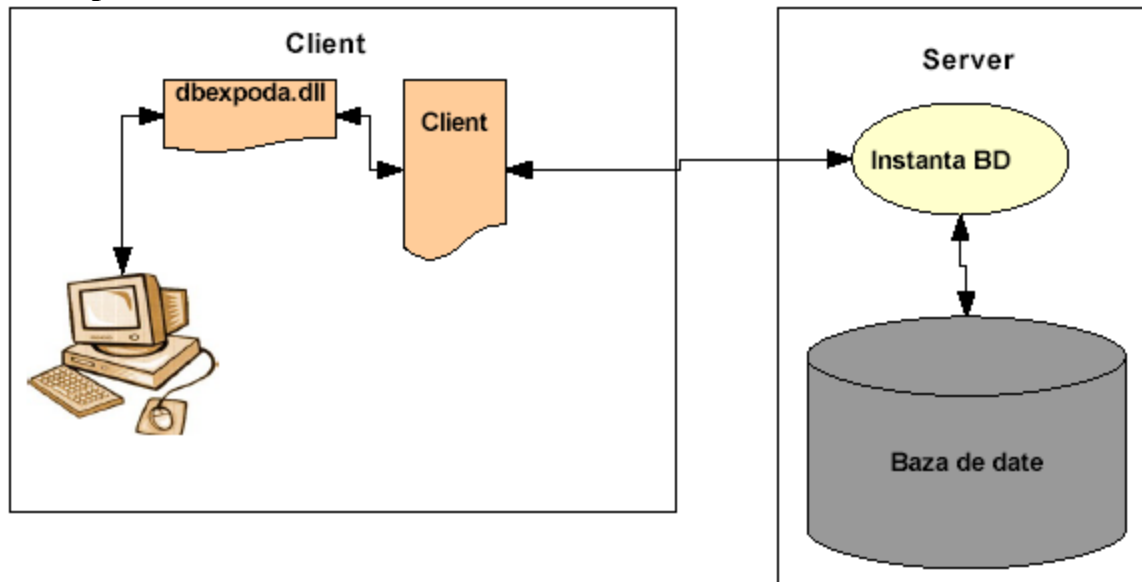 Client
Server
dbexpoda.dll
Client
Instanta BD
Baza de date